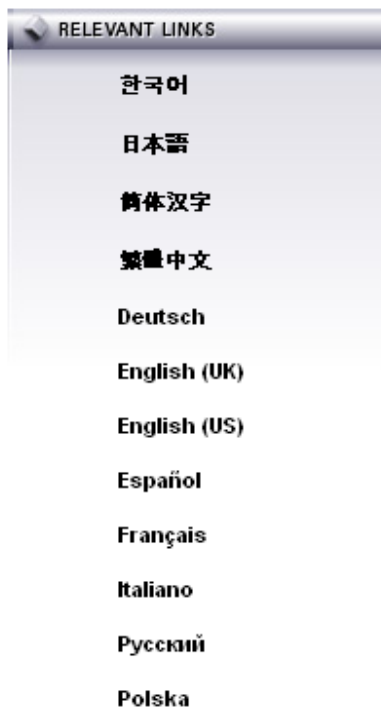 RELEVANT LINKS
한국어
日本語
简体汉字
繁體中文
Deutsch
English (UK)
English (US)
Español
Français
Italiano
Русский
Polska